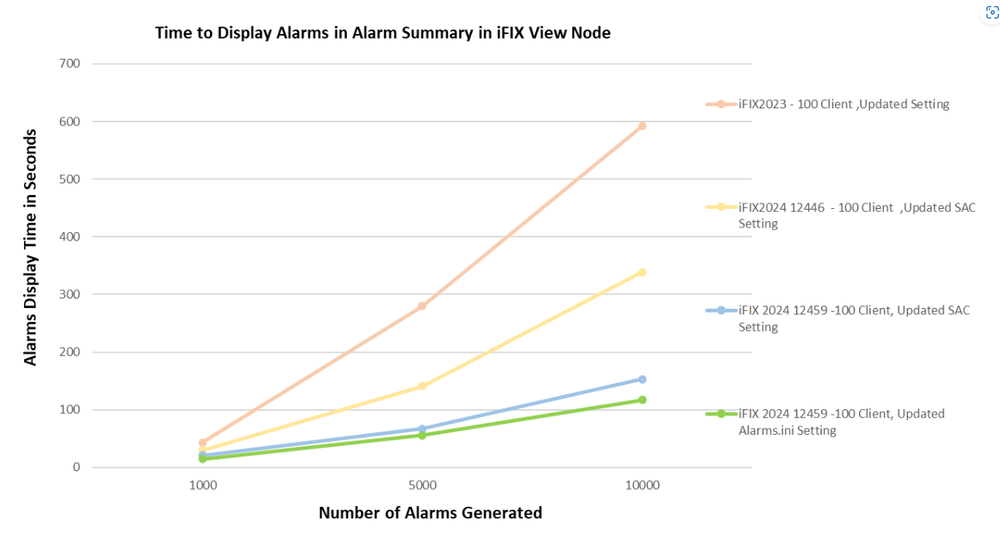 Time to Display Alarms in Alarm Summary in iFIX View Node
Alarms Display Time in Seconds
700
600
500
400
300
200
100
0
1000
5000
10000
Number of Alarms Generated
iFIX2023 - 100 Client ,Updated Setting
iFIX2024 12446  - 100 Client  ,Updated SAC
Setting
iFIX 2024 12459 -100 Client, Updated SAC
Setting
iFIX 2024 12459 -100 Client, Updated
Alarms.ini Setting